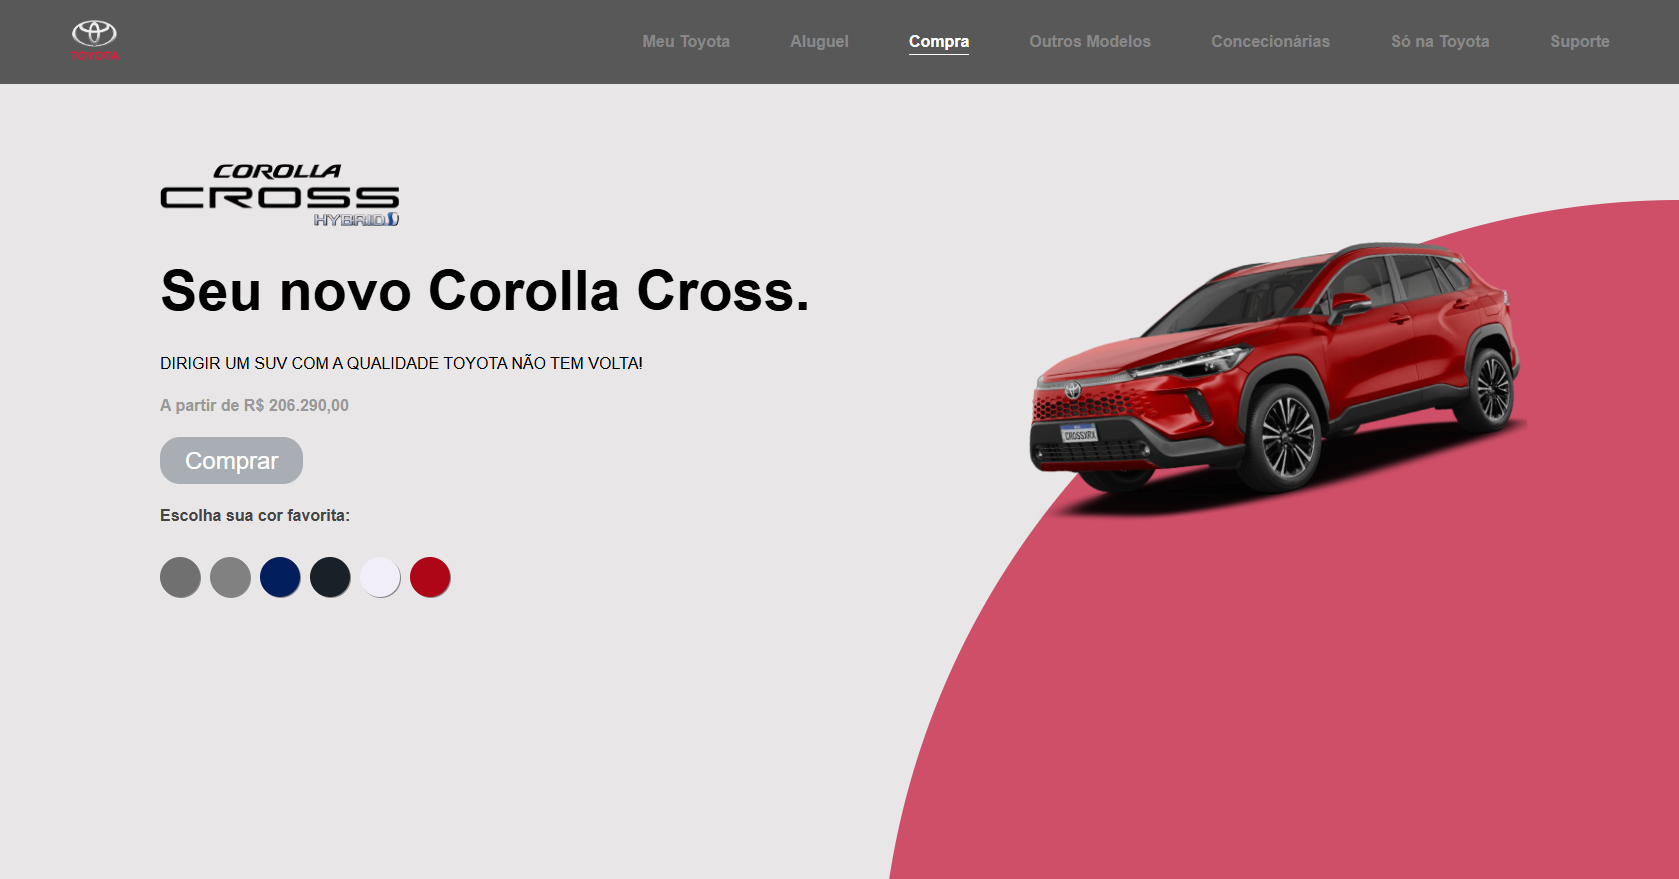 TOYOTA
Meu Toyota
Aluguel
Compra
Outros Modelos
Concecionárias
Só na Toyota
Suporte
COROLLA
CROSS
HYBRID
Seu novo Corolla Cross.
DIRIGIR UM SUV COM A QUALIDADE TOYOTA NÃO TEM VOLTA!
A partir de R$ 206.290,00
Comprar
Escolha sua cor favorita:
CROSSXRX